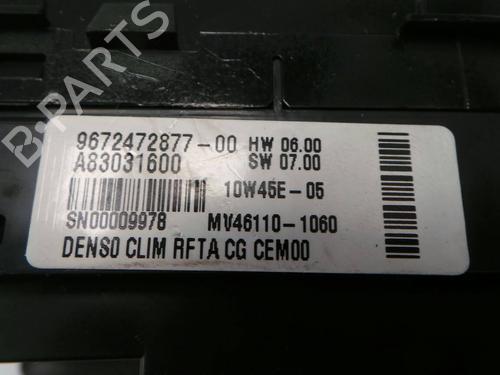 B-PARTS
9672472877-00 HW 06.00
A83031600 SW 07.00
10W45E-05
SN00009978 MV46110-1060
DENSO CLIM RFTA CG CEM00